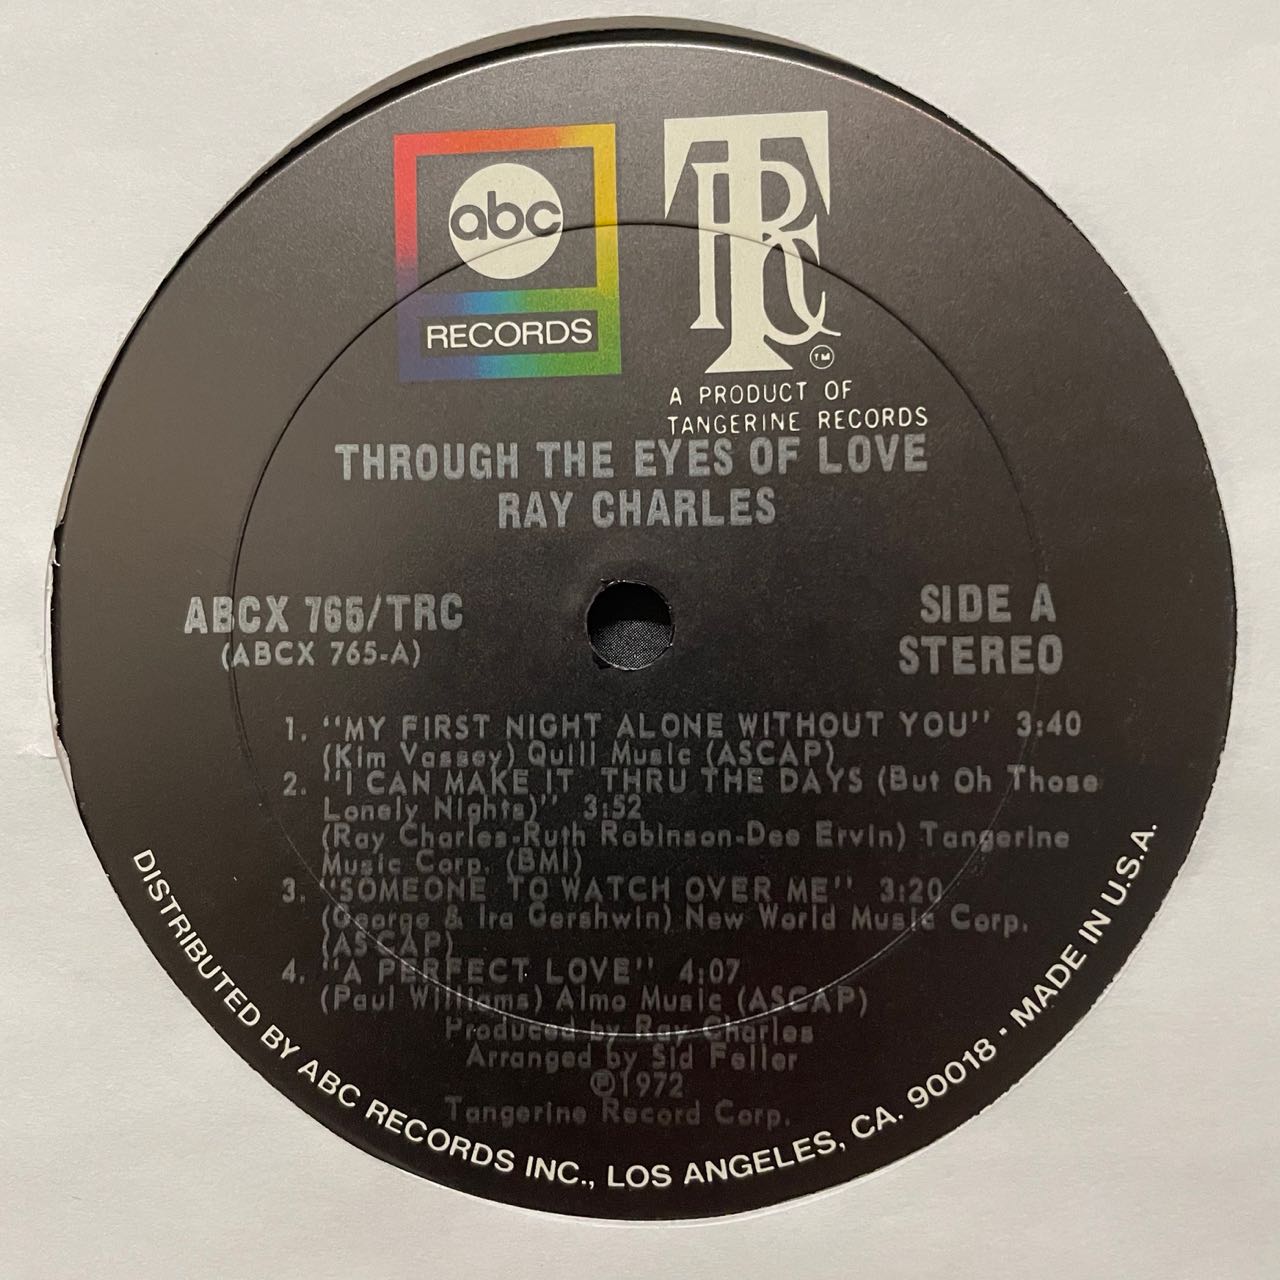 abc
RECORDS
TRC
TM
A PRODUCT OF
TANGERINE RECORDS
THROUGH THE EYES OF LOVE
RAY CHARLES
ABCX 765/TRC
(ABCX 765-A)
SIDE A
STEREO
1. "MY FIRST NIGHT ALONE WITHOUT YOU" 3:40
(Kim Vassey) Quill Music (ASCAP)
2. "I CAN MAKE IT THRU THE DAYS (But Oh Those
Lonely Nights)" 3:52
(Ray Charles-Ruth Robinson-Dee Ervin) Tangerine
Music Corp. (BMI)
3. "SOMEONE TO WATCH OVER ME" 3:20
(George & Ira Gershwin) New World Music Corp.
(ASCAP)
4. "A PERFECT LOVE" 4:07
(Paul Williams) Almo Music (ASCAP)
Produced by Ray Charles
Arranged by Sid Feller
℗1972
Tangerine Record Corp.
DISTRIBUTED BY ABC RECORDS INC., LOS ANGELES, CA. 90018 • MADE IN U.S.A.